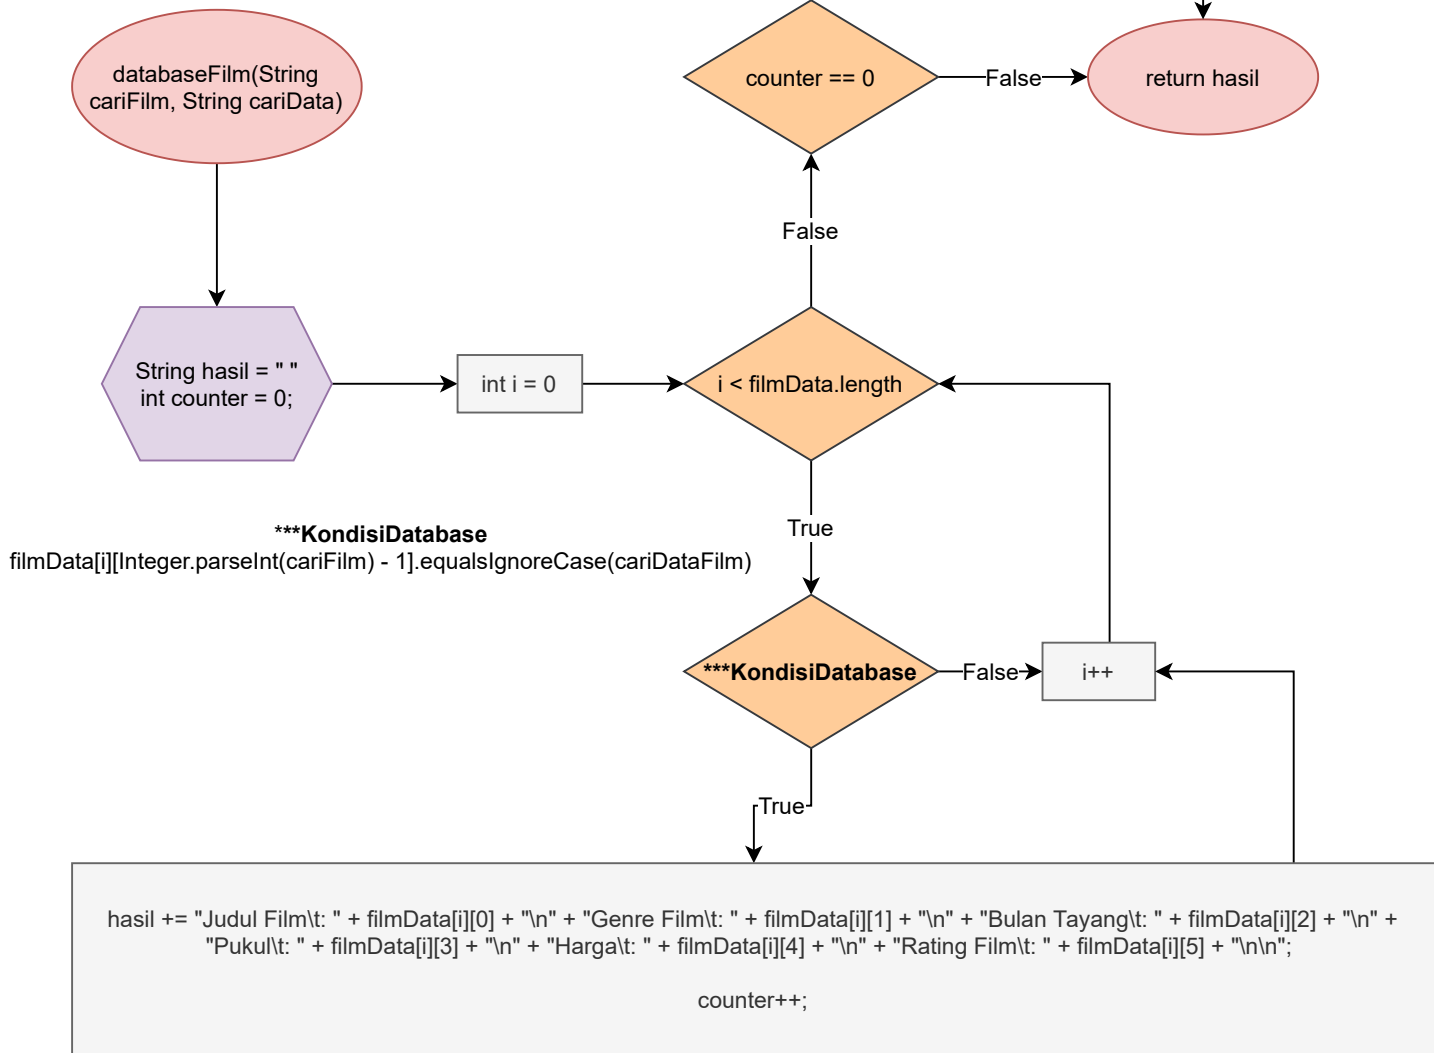 databaseFilm(String
cariFilm, String cariData)
counter == 0
False
return hasil
False
String hasil = " "
int counter = 0;
int i = 0
i < filmData.length
***KondisiDatabase
filmData[i][Integer.parseInt(cariFilm) - 1].equalsIgnoreCase(cariDataFilm)
True
***KondisiDatabase
False
i++
True
hasil += "Judul Film\t: " + filmData[i][0] + "\n" + "Genre Film\t: " + filmData[i][1] + "\n" + "Bulan Tayang\t: " + filmData[i][2] + "\n" +
"Pukul\t: " + filmData[i][3] + "\n" + "Harga\t: " + filmData[i][4] + "\n" + "Rating Film\t: " + filmData[i][5] + "\n\n";
counter++;